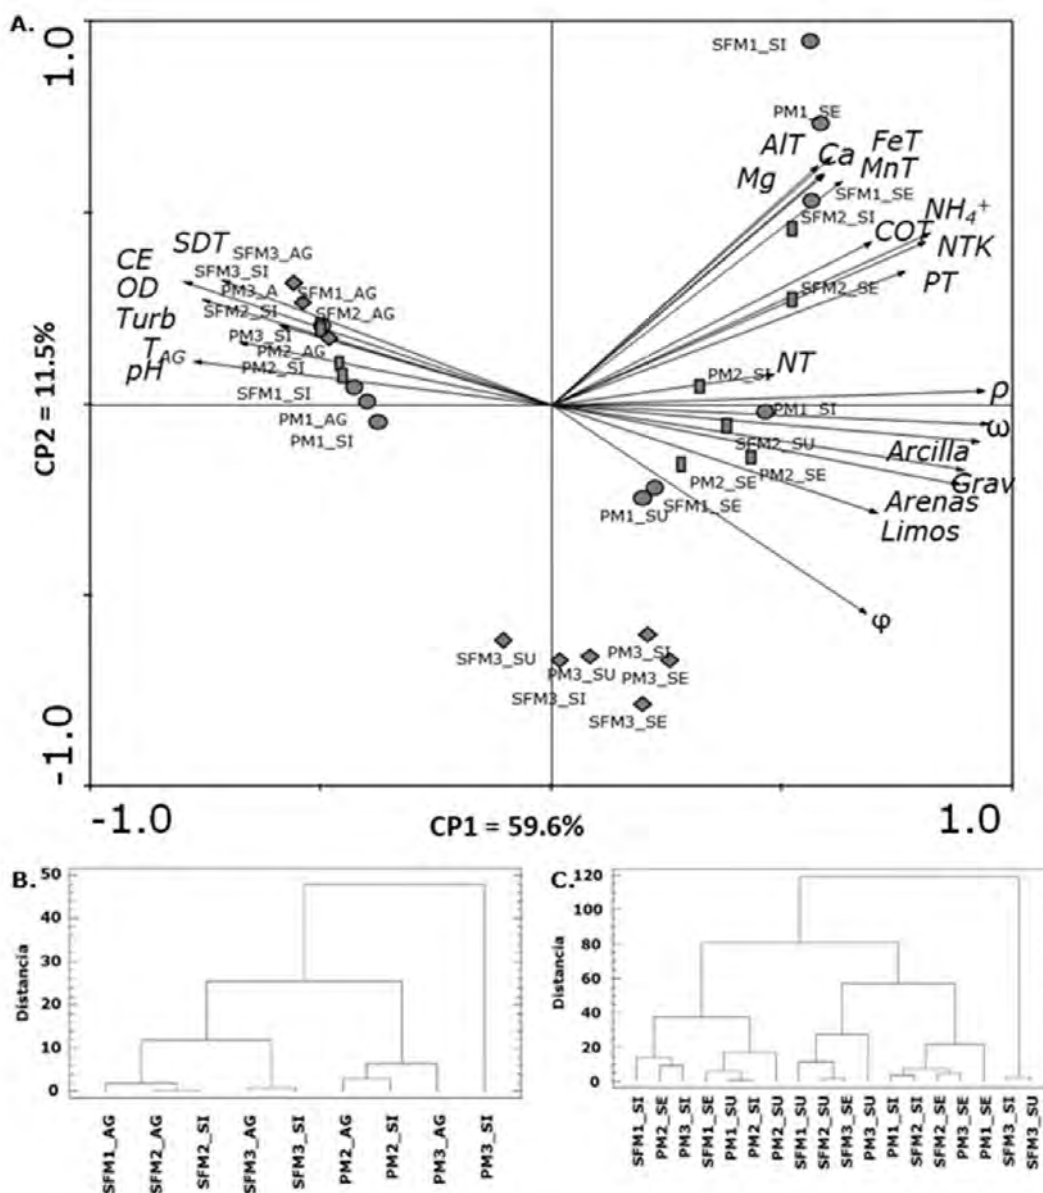 A.
1.0
SFM1_SI
PM1_SE
AlT
Ca
FeT
MnT
Mg
SFM1_SE
SFM2_SI
NH₄⁺
COT
NTK
PT
SFM2_SE
SDT
SFM3_AG
CE
SFM3_SI
OD
PM3_A
SFM1_AG
SFM2_SI
SFM2_AG
Turb
PM3_SI
T_AG
PM2_AG
pH
PM2_SI
SFM1_SI
PM1_AG
PM1_SI
NT
PM2_SI
ρ
PM1_SI
ω
SFM2_SU
Arcilla
PM2_SE
PM2_SE
Grav
SFM1_SE
Arenas
PM1_SU
Limos
φ
SFM3_SU
PM3_SI
PM3_SU
PM3_SE
SFM3_SI
SFM3_SE
CP2 = 11.5%
-1.0
-1.0
CP1 = 59.6%
1.0
B.
50
40
30
20
10
0
Distancia
SFM1_AG
SFM2_AG
SFM2_SI
SFM3_AG
SFM3_SI
PM2_AG
PM2_SI
PM3_AG
PM3_SI
C.
120
100
80
60
40
20
0
Distancia
SFM1_SI
PM2_SE
PM3_SI
SFM1_SE
PM1_SU
PM2_SI
PM2_SU
SFM1_SU
SFM2_SU
SFM3_SE
PM3_SU
PM1_SI
SFM2_SI
SFM2_SE
PM3_SE
PM1_SE
SFM3_SI
SFM3_SU